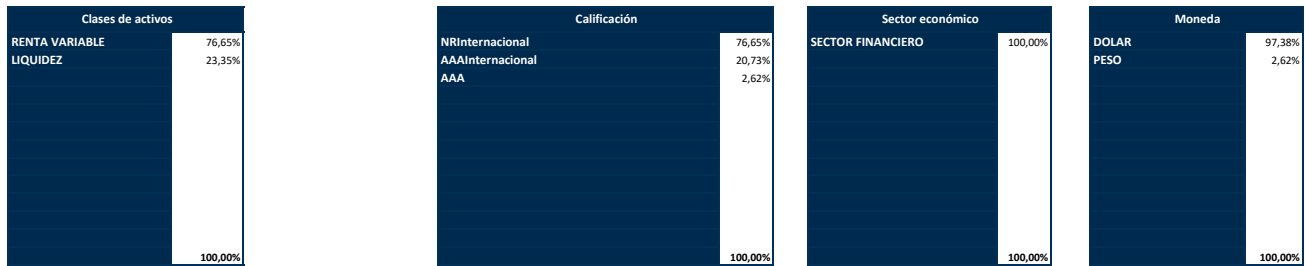 Clases de activos
RENTA VARIABLE 76,65%
LIQUIDEZ 23,35%
100,00%
Calificación
NRInternacional 76,65%
AAAInternacional 20,73%
AAA 2,62%
100,00%
Sector económico
SECTOR FINANCIERO 100,00%
100,00%
Moneda
DOLAR 97,38%
PESO 2,62%
100,00%